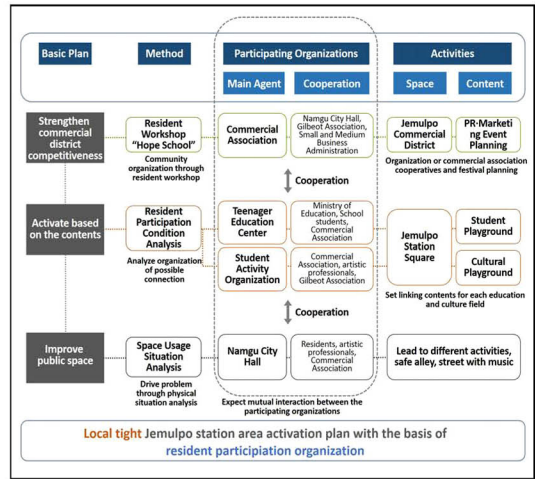 Basic Plan
Method
Participating Organizations
Activities
Main Agent
Cooperation
Space
Content
Strengthen
commercial
district
competitiveness
Resident
Workshop
"Hope School"
Community
organization through
resident workshop
Commercial
Association
Namgu City Hall,
Gilbeot Association,
Small and Medium
Business
Administration
Jemulpo
Commercial
District
PR·Marketi
ng Event
Planning
Organization or commercial association
cooperatives and festival planning
Cooperation
Activate based
on the contents
Resident
Participation
Condition
Analysis
Analyze organization
of possible
connection
Teenager
Education
Center
Ministry of
Education, School
students,
Commercial
Association
Student
Activity
Organization
Commercial
Association, artistic
professionals,
Gilbeot Association
Jemulpo
Station
Square
Student
Playground
Cultural
Playground
Set linking contents for each education
and culture field
Cooperation
Improve
public space
Space Usage
Situation
Analysis
Drive problem
through physical
situation analysis
Namgu City
Hall
Residents, artistic
professionals,
Commercial
Association
Lead to different activities,
safe alley, street with music
Expect mutual interaction between the
participating organizations
Local tight Jemulpo station area activation plan with the basis of
resident participiation organization